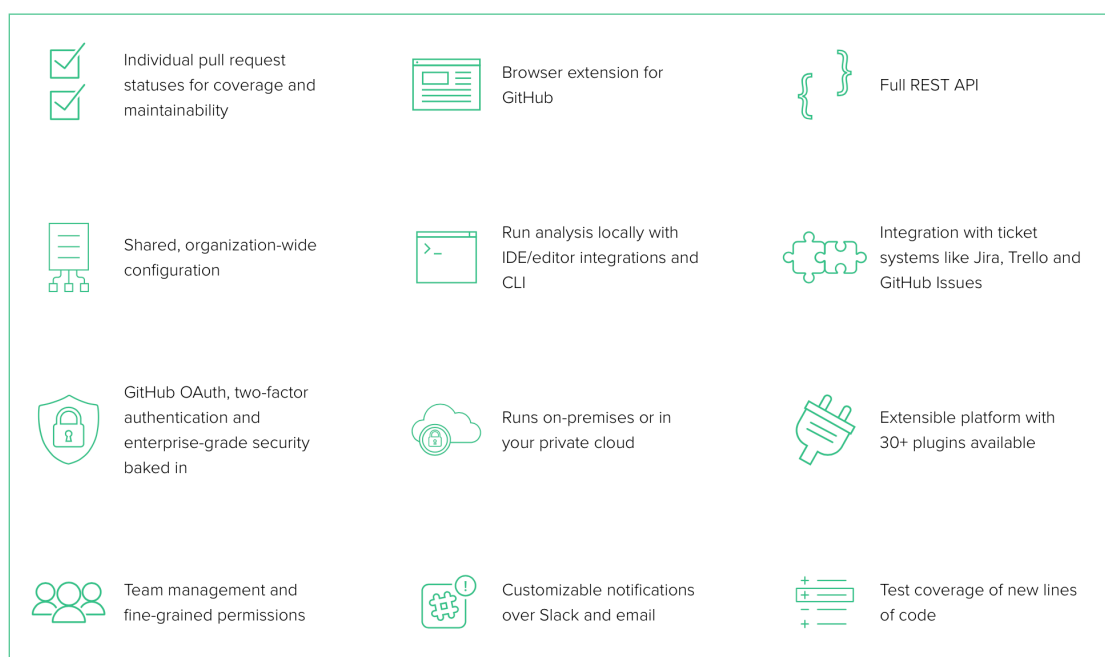 Individual pull request
statuses for coverage and
maintainability
Browser extension for
GitHub
Full REST API
Shared, organization-wide
configuration
Run analysis locally with
IDE/editor integrations and
CLI
Integration with ticket
systems like Jira, Trello and
GitHub Issues
GitHub OAuth, two-factor
authentication and
enterprise-grade security
baked in
Runs on-premises or in
your private cloud
Extensible platform with
30+ plugins available
Team management and
fine-grained permissions
Customizable notifications
over Slack and email
Test coverage of new lines
of code